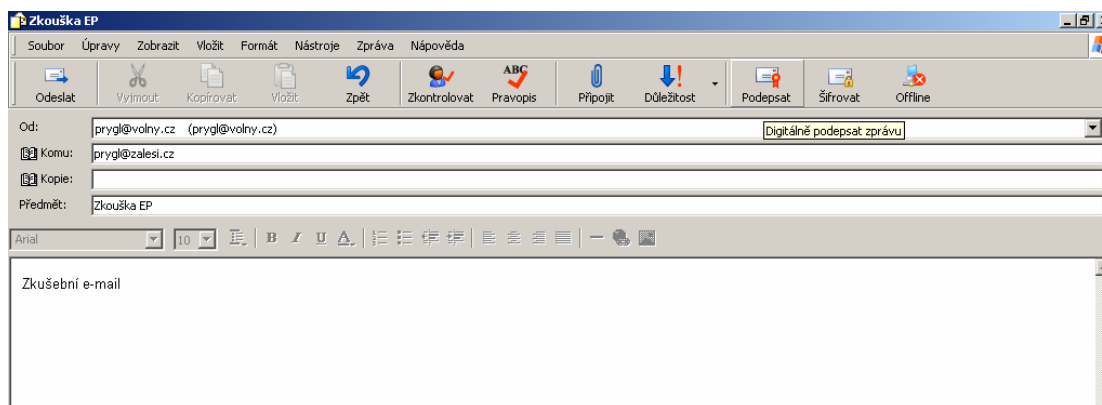 Zkouška EP
Soubor Úpravy Zobrazit Vložit Formát Nástroje Zpráva Nápověda
ABC
Odeslat Vyjmout Kopírovat Vložit Zpět Zkontrolovat Pravopis Připojit Důležitost Podepsat Šifrovat Offline
Od: prygl@volny.cz (prygl@volny.cz) Digitálně podepsat zprávu
Komu: prygl@zalesi.cz
Kopie:
Předmět: Zkouška EP
Arial 10 B I U A
Zkušební e-mail